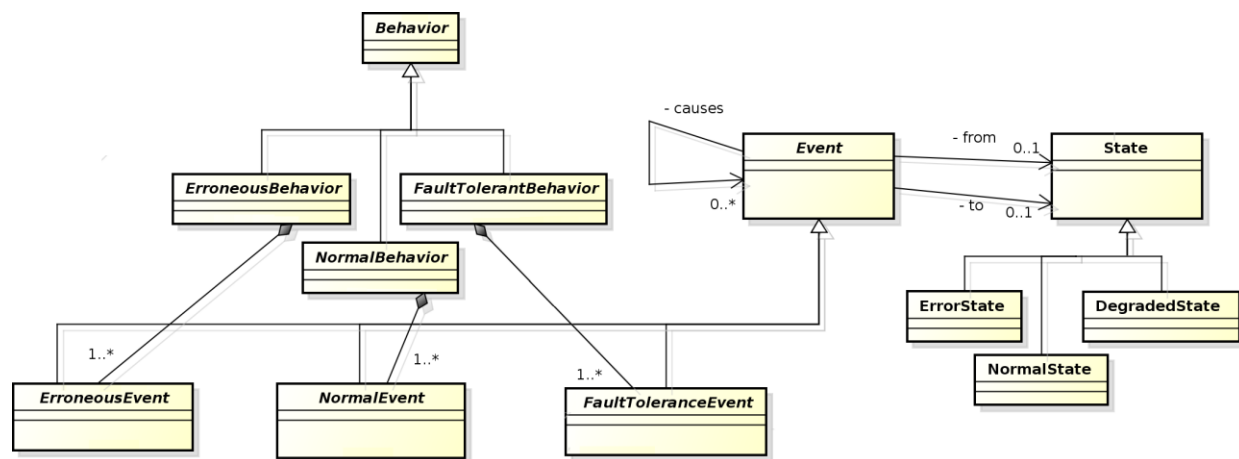 Behavior
- causes
Event
- from
0..1
State
ErroneousBehavior
FaultTolerantBehavior
0..*
- to
0..1
NormalBehavior
ErrorState
DegradedState
1..*
1..*
1..*
NormalState
ErroneousEvent
NormalEvent
FaultToleranceEvent